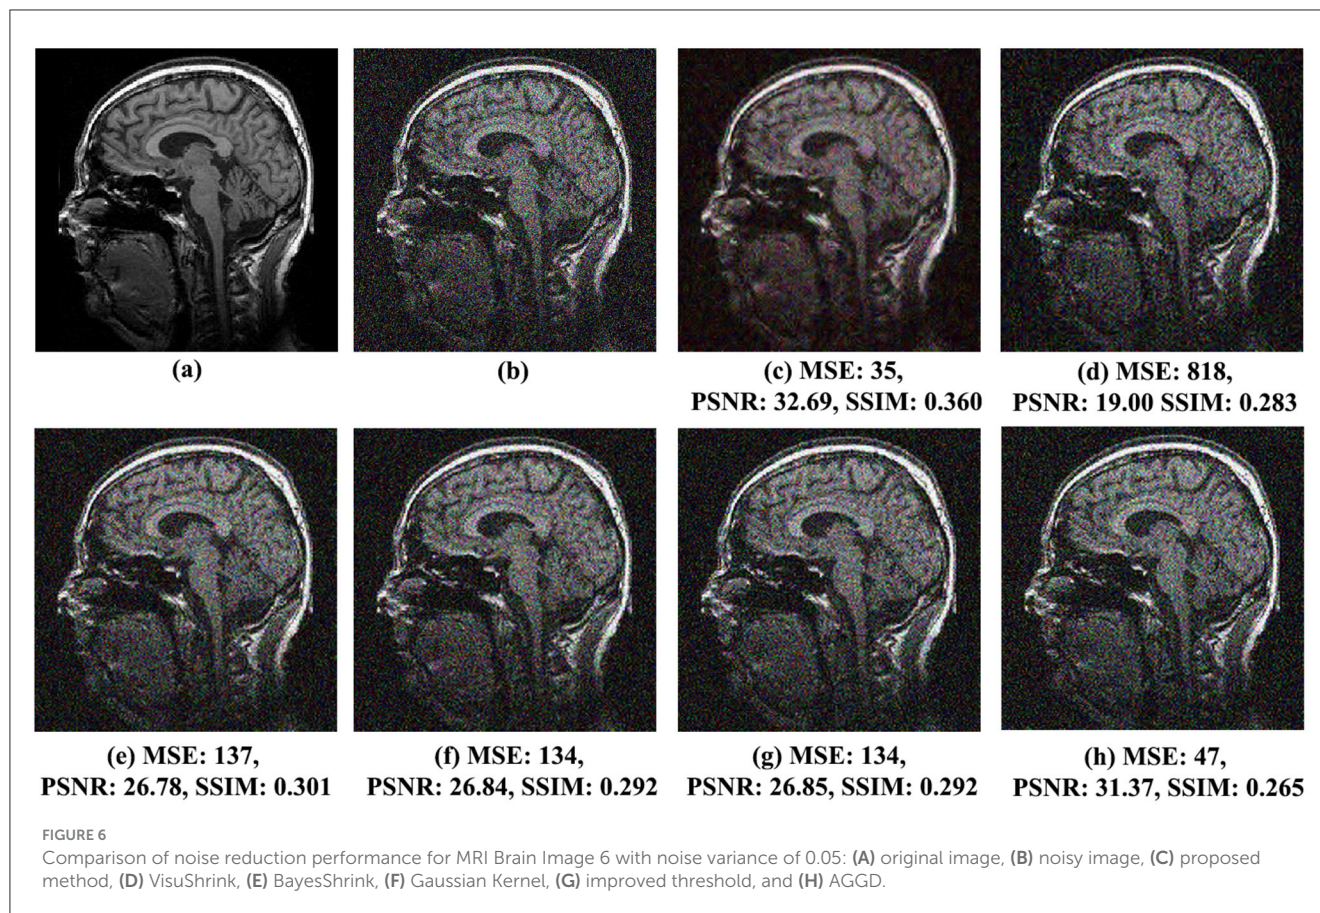 (a)
(b)
(c) MSE: 35,
PSNR: 32.69, SSIM: 0.360
(d) MSE: 818,
PSNR: 19.00 SSIM: 0.283
(e) MSE: 137,
PSNR: 26.78, SSIM: 0.301
(f) MSE: 134,
PSNR: 26.84, SSIM: 0.292
(g) MSE: 134,
PSNR: 26.85, SSIM: 0.292
(h) MSE: 47,
PSNR: 31.37, SSIM: 0.265
FIGURE 6
Comparison of noise reduction performance for MRI Brain Image 6 with noise variance of 0.05: (A) original image, (B) noisy image, (C) proposed
method, (D) VisuShrink, (E) BayesShrink, (F) Gaussian Kernel, (G) improved threshold, and (H) AGGD.